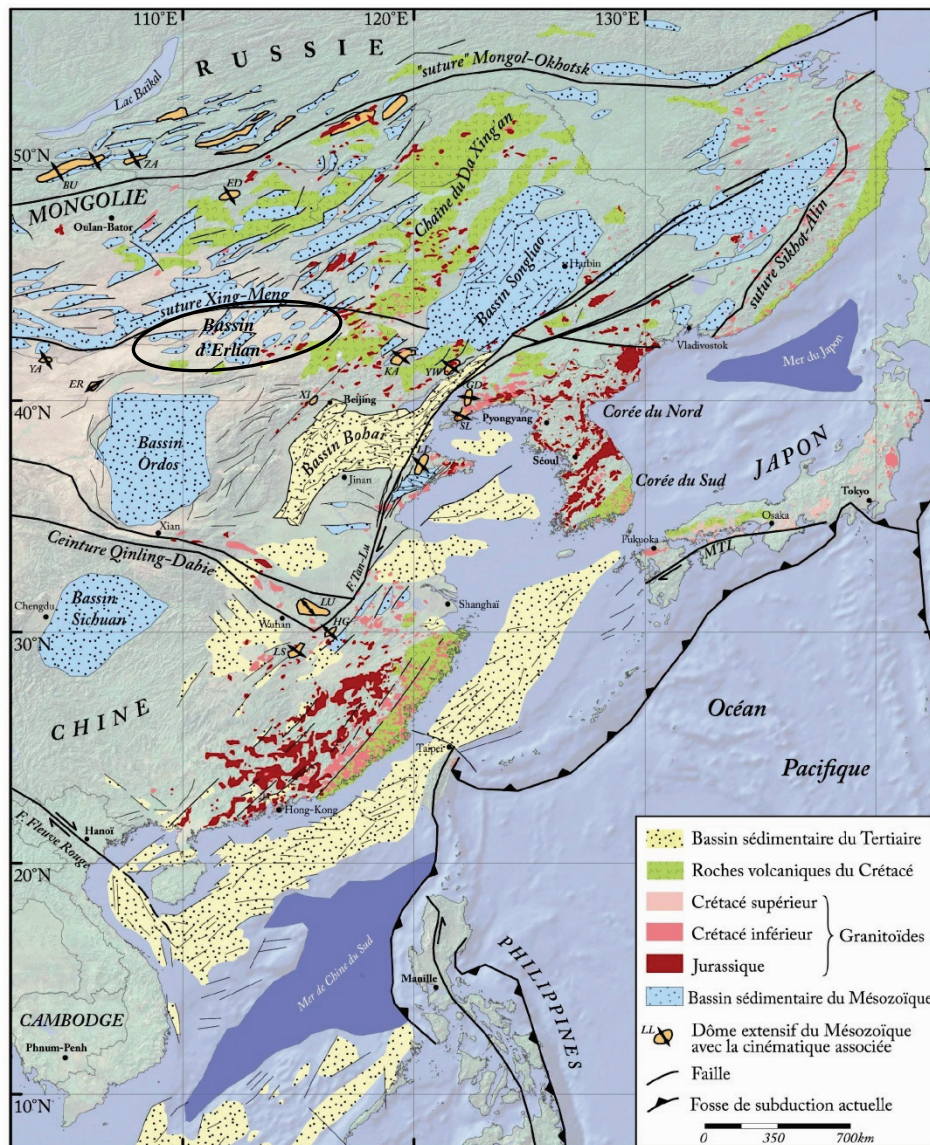 110°E
120°E
130°E
RUSSIE
"suture" Mongol-Okhotsk
Lac Baikal
50°N
BU
ZA
ED
MONGOLIE
Oulan-Bator
Chaîne du Da Xing'an
Bassin Songliao
Harbin
suture Sikhot-Alin
suture Xing-Meng
Bassin
d'Erlian
Vladivostok
Mer du Japon
YA
ER
KA
YW
GD
SL
XI
40°N
Beijing
Pyongyang
Corée du Nord
Bassin Bohar
Bassin
Ordos
LL
Séoul
Jinan
Corée du Sud
JAPON
Tokyo
Osaka
Fukuoka
MTL
Xian
Ceinture Qinling-Dabie
F. Tan-Lu
Chengdu
Bassin
Sichuan
LU
HG
LS
Wuhan
Shanghaï
30°N
CHINE
Océan
Pacifique
Taipei
Hong-Kong
F. Fleuve Rouge
Hanoï
20°N
Mer de Chine du Sud
Manille
PHILIPPINES
CAMBODGE
Phnum-Penh
10°N
Bassin sédimentaire du Tertiaire
Roches volcaniques du Crétacé
Crétacé supérieur
Crétacé inférieur
Granitoïdes
Jurassique
Bassin sédimentaire du Mésozoïque
LL
Dôme extensif du Mésozoïque
avec la cinématique associée
Faille
Fosse de subduction actuelle
0 350 700km